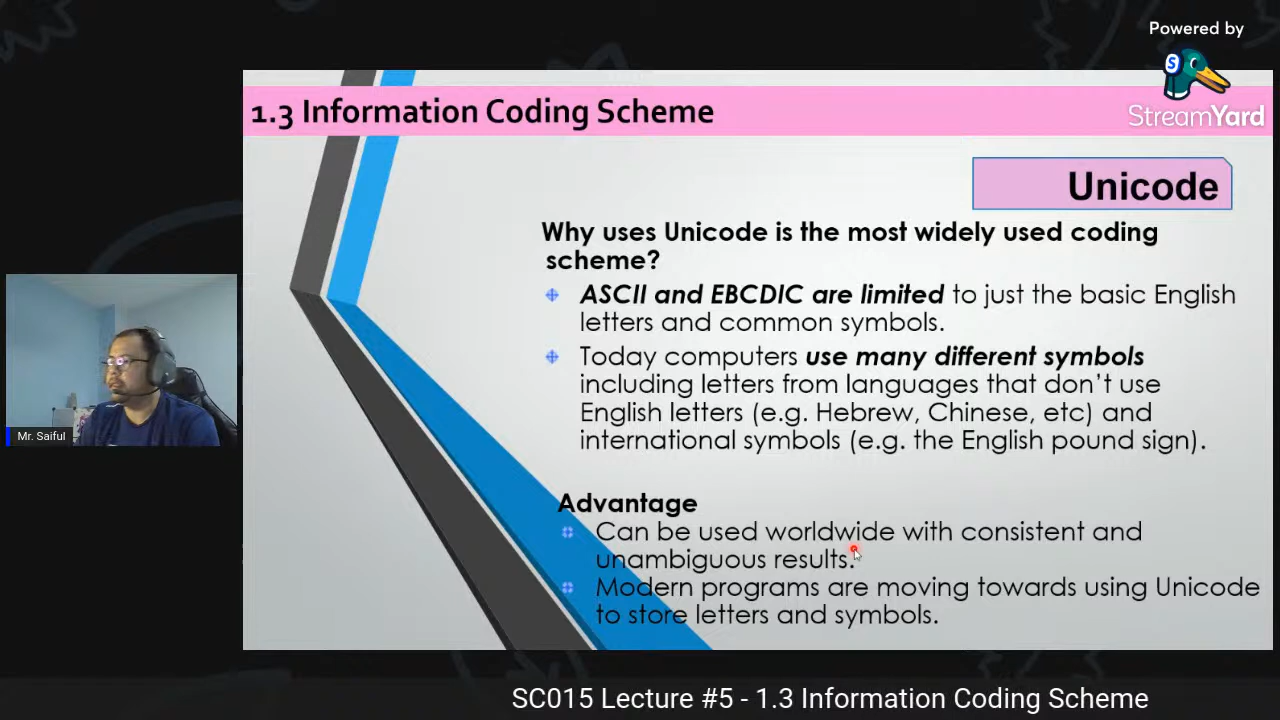 Powered by
S
StreamYard
1.3 Information Coding Scheme
Unicode
Why uses Unicode is the most widely used coding
scheme?
ASCII and EBCDIC are limited to just the basic English
letters and common symbols.
Today computers use many different symbols
including letters from languages that don't use
English letters (e.g. Hebrew, Chinese, etc) and
international symbols (e.g. the English pound sign).
Advantage
Can be used worldwide with consistent and
unambiguous results.
Modern programs are moving towards using Unicode
to store letters and symbols.
Mr. Saiful
SC015 Lecture #5 - 1.3 Information Coding Scheme